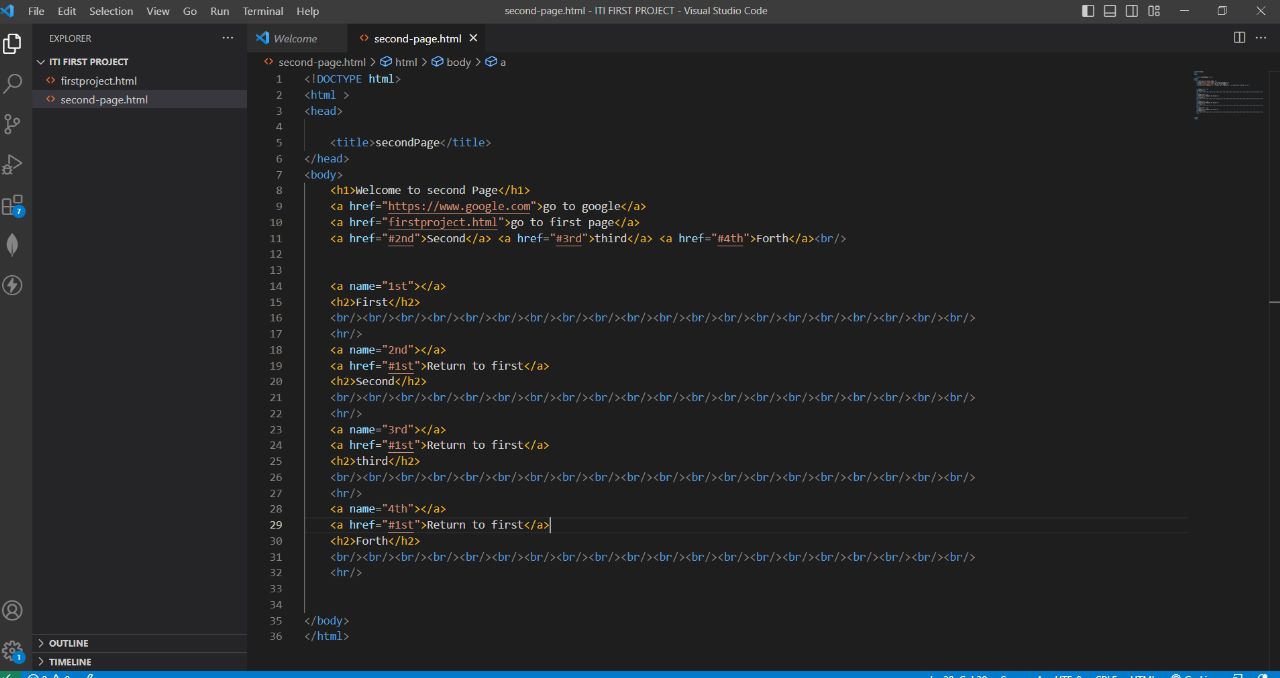 File Edit Selection View Go Run Terminal Help
second-page.html - ITI FIRST PROJECT - Visual Studio Code
EXPLORER
ITI FIRST PROJECT
firstproject.html
second-page.html
OUTLINE
TIMELINE
7
1
Welcome
second-page.html
second-page.html > html > body > a
1 <!DOCTYPE html>
2 <html >
3 <head>
4
5 <title>secondPage</title>
6 </head>
7 <body>
8 <h1>Welcome to second Page</h1>
9 <a href="https://www.google.com">go to google</a>
10 <a href="firstproject.html">go to first page</a>
11 <a href="#2nd">Second</a> <a href="#3rd">third</a> <a href="#4th">Forth</a><br/>
12
13
14 <a name="1st"></a>
15 <h2>First</h2>
16 <br/><br/><br/><br/><br/><br/><br/><br/><br/><br/><br/><br/><br/><br/><br/><br/><br/><br/><br/><br/>
17 <hr/>
18 <a name="2nd"></a>
19 <a href="#1st">Return to first</a>
20 <h2>Second</h2>
21 <br/><br/><br/><br/><br/><br/><br/><br/><br/><br/><br/><br/><br/><br/><br/><br/><br/><br/><br/><br/>
22 <hr/>
23 <a name="3rd"></a>
24 <a href="#1st">Return to first</a>
25 <h2>third</h2>
26 <br/><br/><br/><br/><br/><br/><br/><br/><br/><br/><br/><br/><br/><br/><br/><br/><br/><br/><br/><br/>
27 <hr/>
28 <a name="4th"></a>
29 <a href="#1st">Return to first</a>
30 <h2>Forth</h2>
31 <br/><br/><br/><br/><br/><br/><br/><br/><br/><br/><br/><br/><br/><br/><br/><br/><br/><br/><br/><br/>
32 <hr/>
33
34
35 </body>
36 </html>